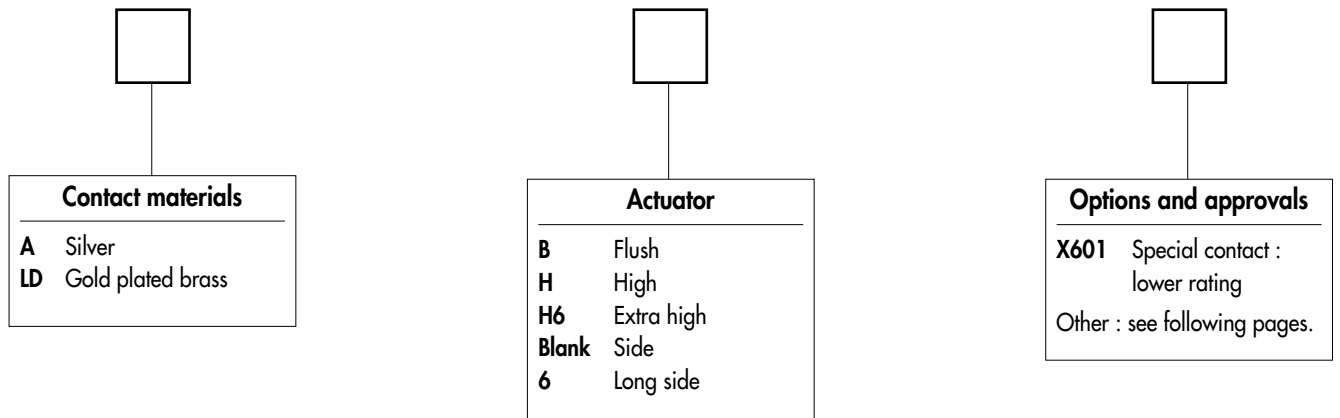 Contact materials
A Silver
LD Gold plated brass
Actuator
B Flush
H High
H6 Extra high
Blank Side
6 Long side
Options and approvals
X601 Special contact :
lower rating
Other : see following pages.